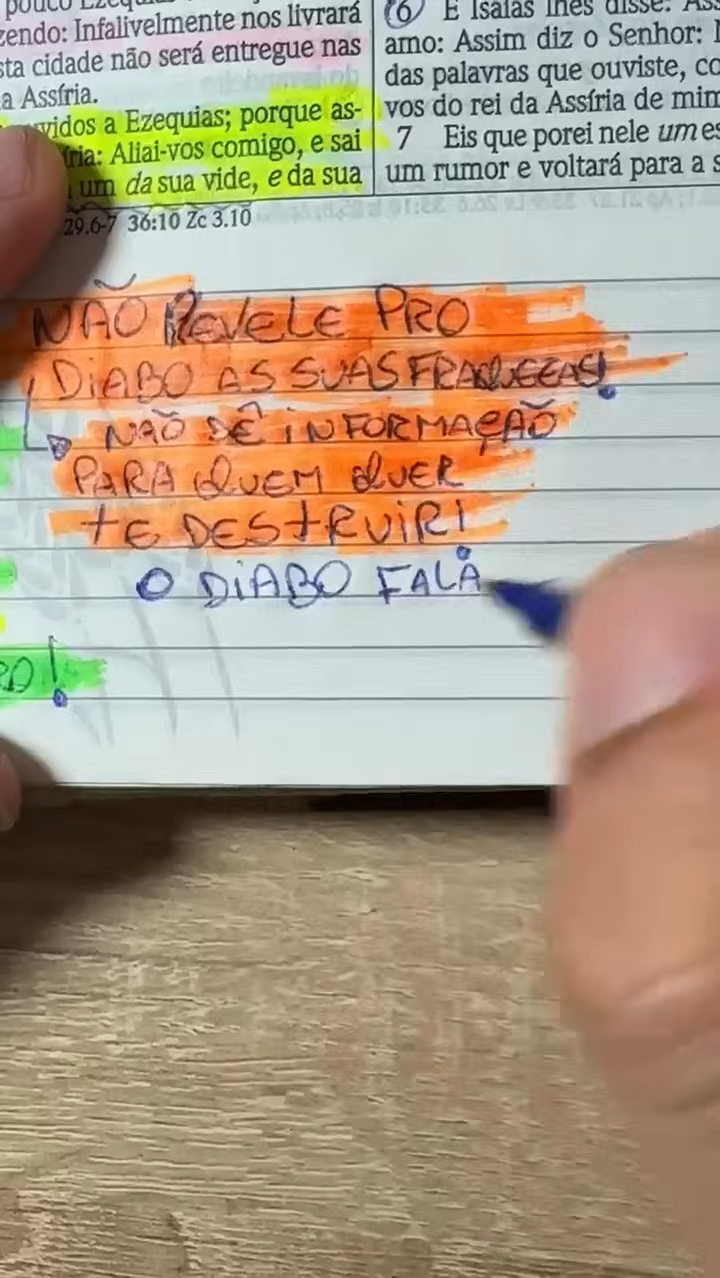 pouco
zendo: Infalivelmente nos livrará
sta cidade não será entregue nas
a Assíria.
vidos a Ezequias; porque as-
ria: Aliai-vos comigo, e sai
um da sua vide, e da sua
29.6-7 36:10 Zc 3.10
6 E Isaías lhes disse: Ass
amo: Assim diz o Senhor:
das palavras que ouviste, co
vos do rei da Assíria de mim
7 Eis que porei nele um es
um rumor e voltará para a s
NÃO REVELE PRO
DIABO AS SUAS FRAQUEZAS!
NÃO DÊ INFORMAÇÃO
PARA QUEM QUER
TE DESTRUIR!
O DIABO FALA
RO!